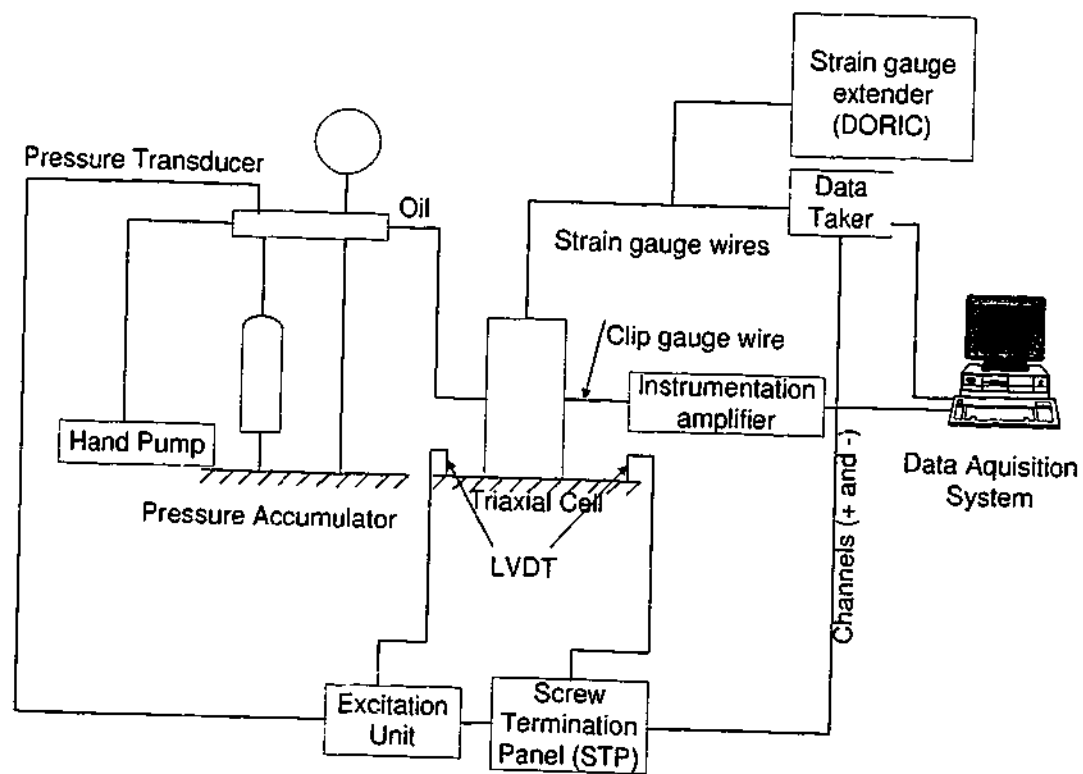 Strain gauge
extender
(DORIC)
Pressure Transducer
Data
Taker
Oil
Strain gauge wires
Clip gauge wire
Instrumentation
amplifier
Hand Pump
Data Aquisition
System
Triaxial Cell
Pressure Accumulator
LVDT
Channels (+ and -)
Excitation
Unit
Screw
Termination
Panel (STP)